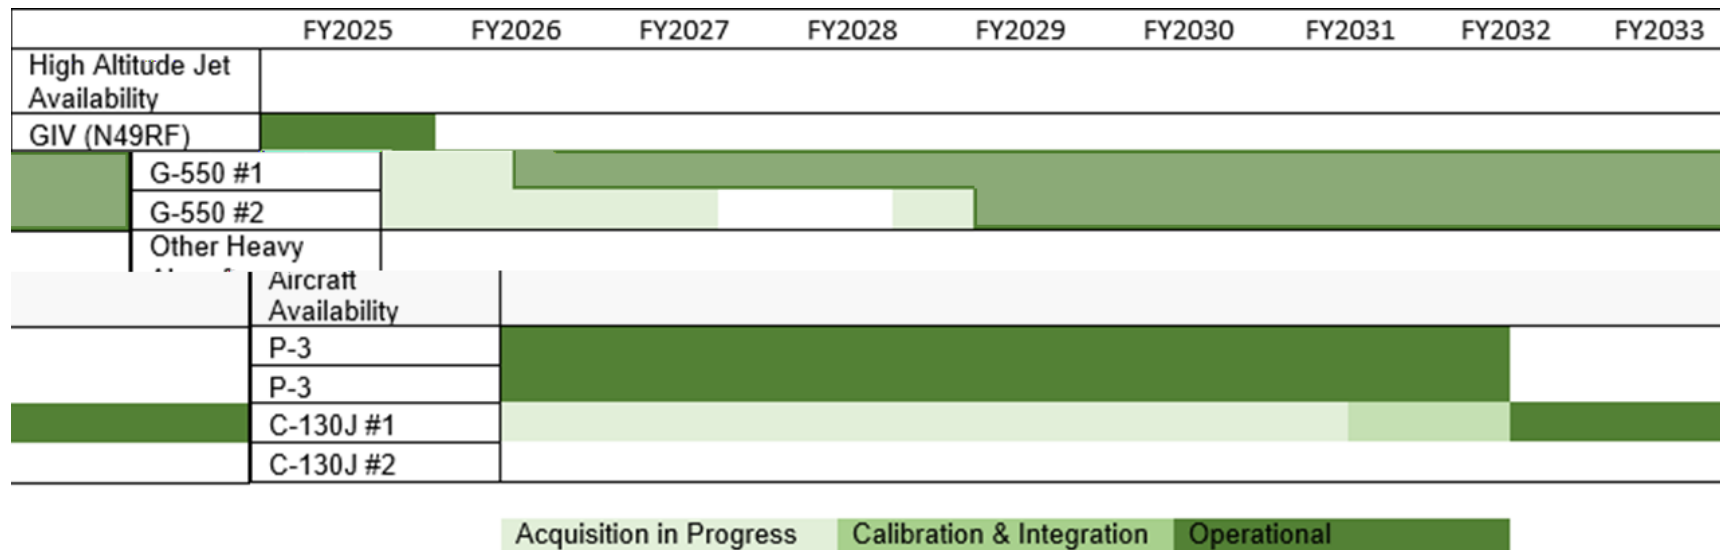 FY2025 FY2026 FY2027 FY2028 FY2029 FY2030 FY2031 FY2032 FY2033
High Altitude Jet
Availability
GIV (N49RF)
G-550 #1
G-550 #2
Other Heavy
Aircraft
Availability
P-3
P-3
C-130J #1
C-130J #2
Acquisition in Progress Calibration & Integration Operational